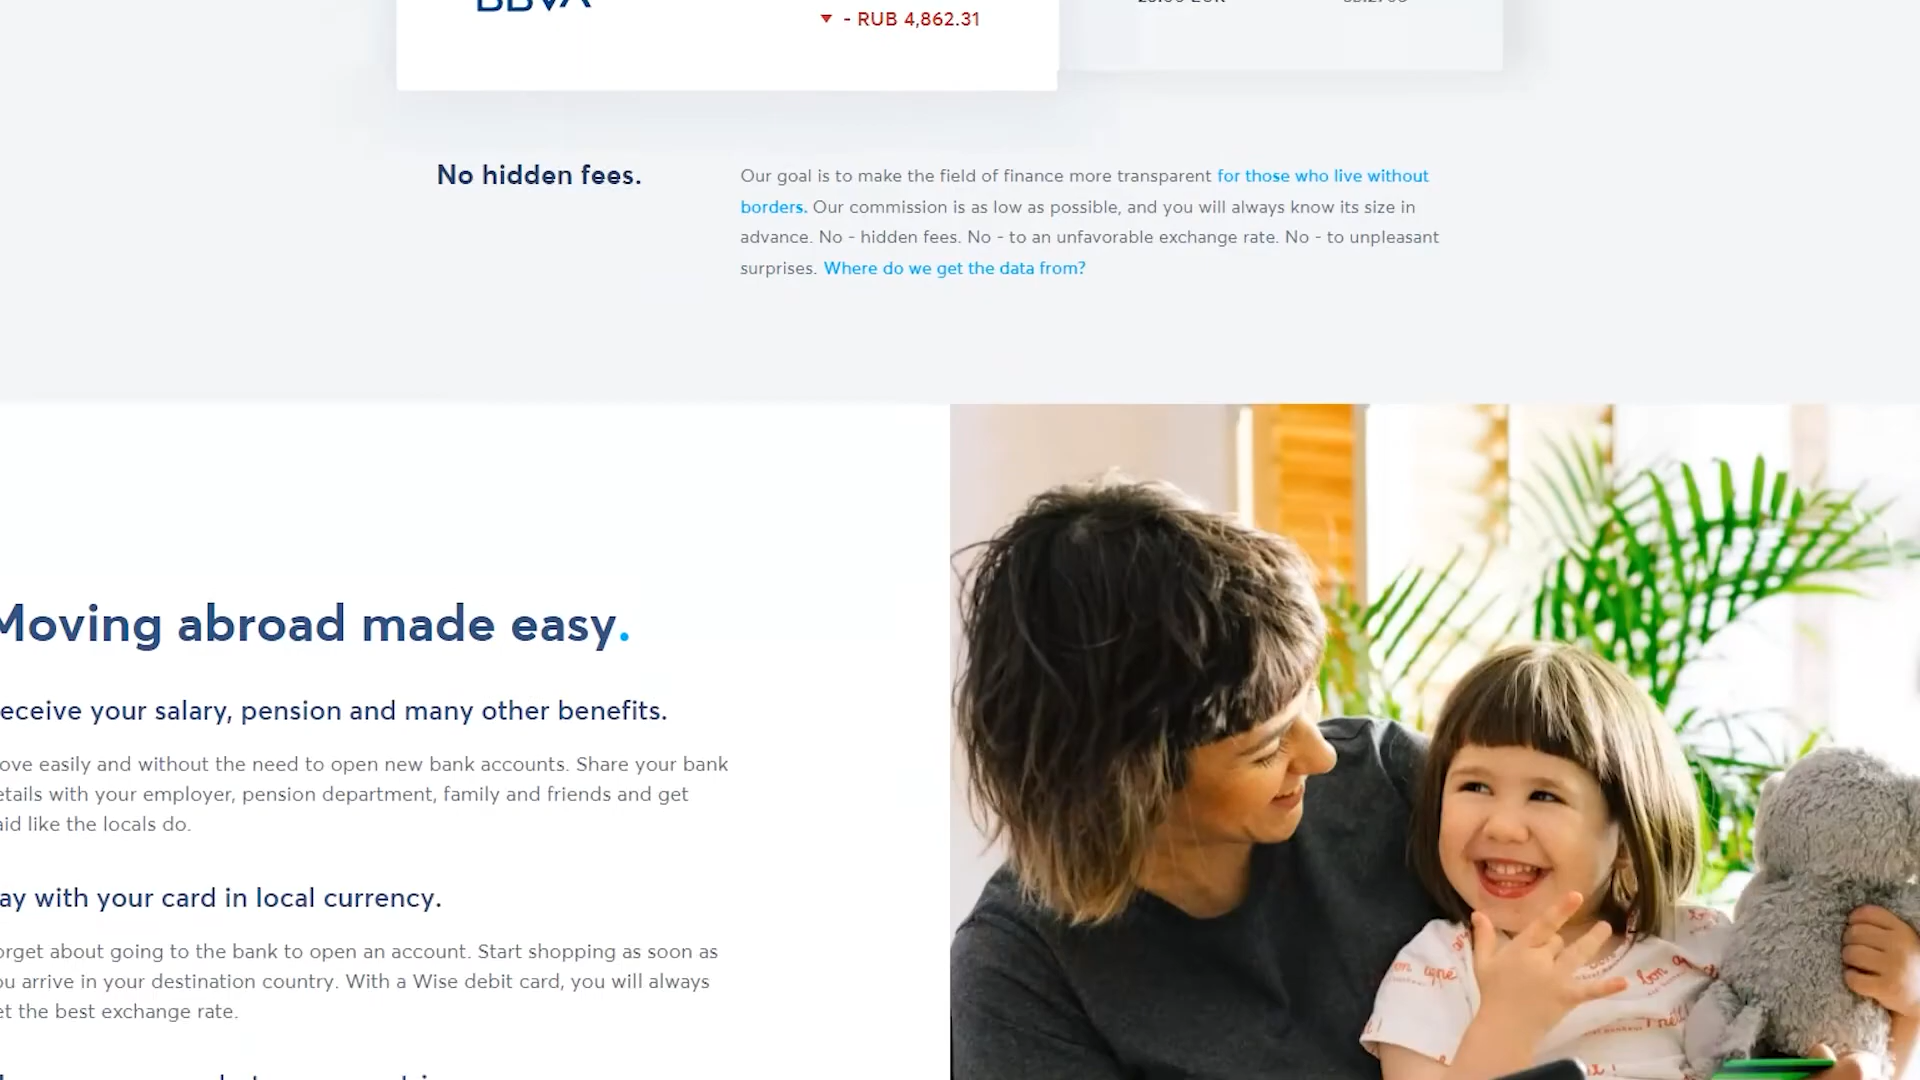 BBVA
- RUB 4,862.31
No hidden fees.
Our goal is to make the field of finance more transparent for those who live without
borders. Our commission is as low as possible, and you will always know its size in
advance. No - hidden fees. No - to an unfavorable exchange rate. No - to unpleasant
surprises. Where do we get the data from?
Moving abroad made easy.
eceive your salary, pension and many other benefits.
ove easily and without the need to open new bank accounts. Share your bank
etails with your employer, pension department, family and friends and get
aid like the locals do.
ay with your card in local currency.
orget about going to the bank to open an account. Start shopping as soon as
ou arrive in your destination country. With a Wise debit card, you will always
et the best exchange rate.